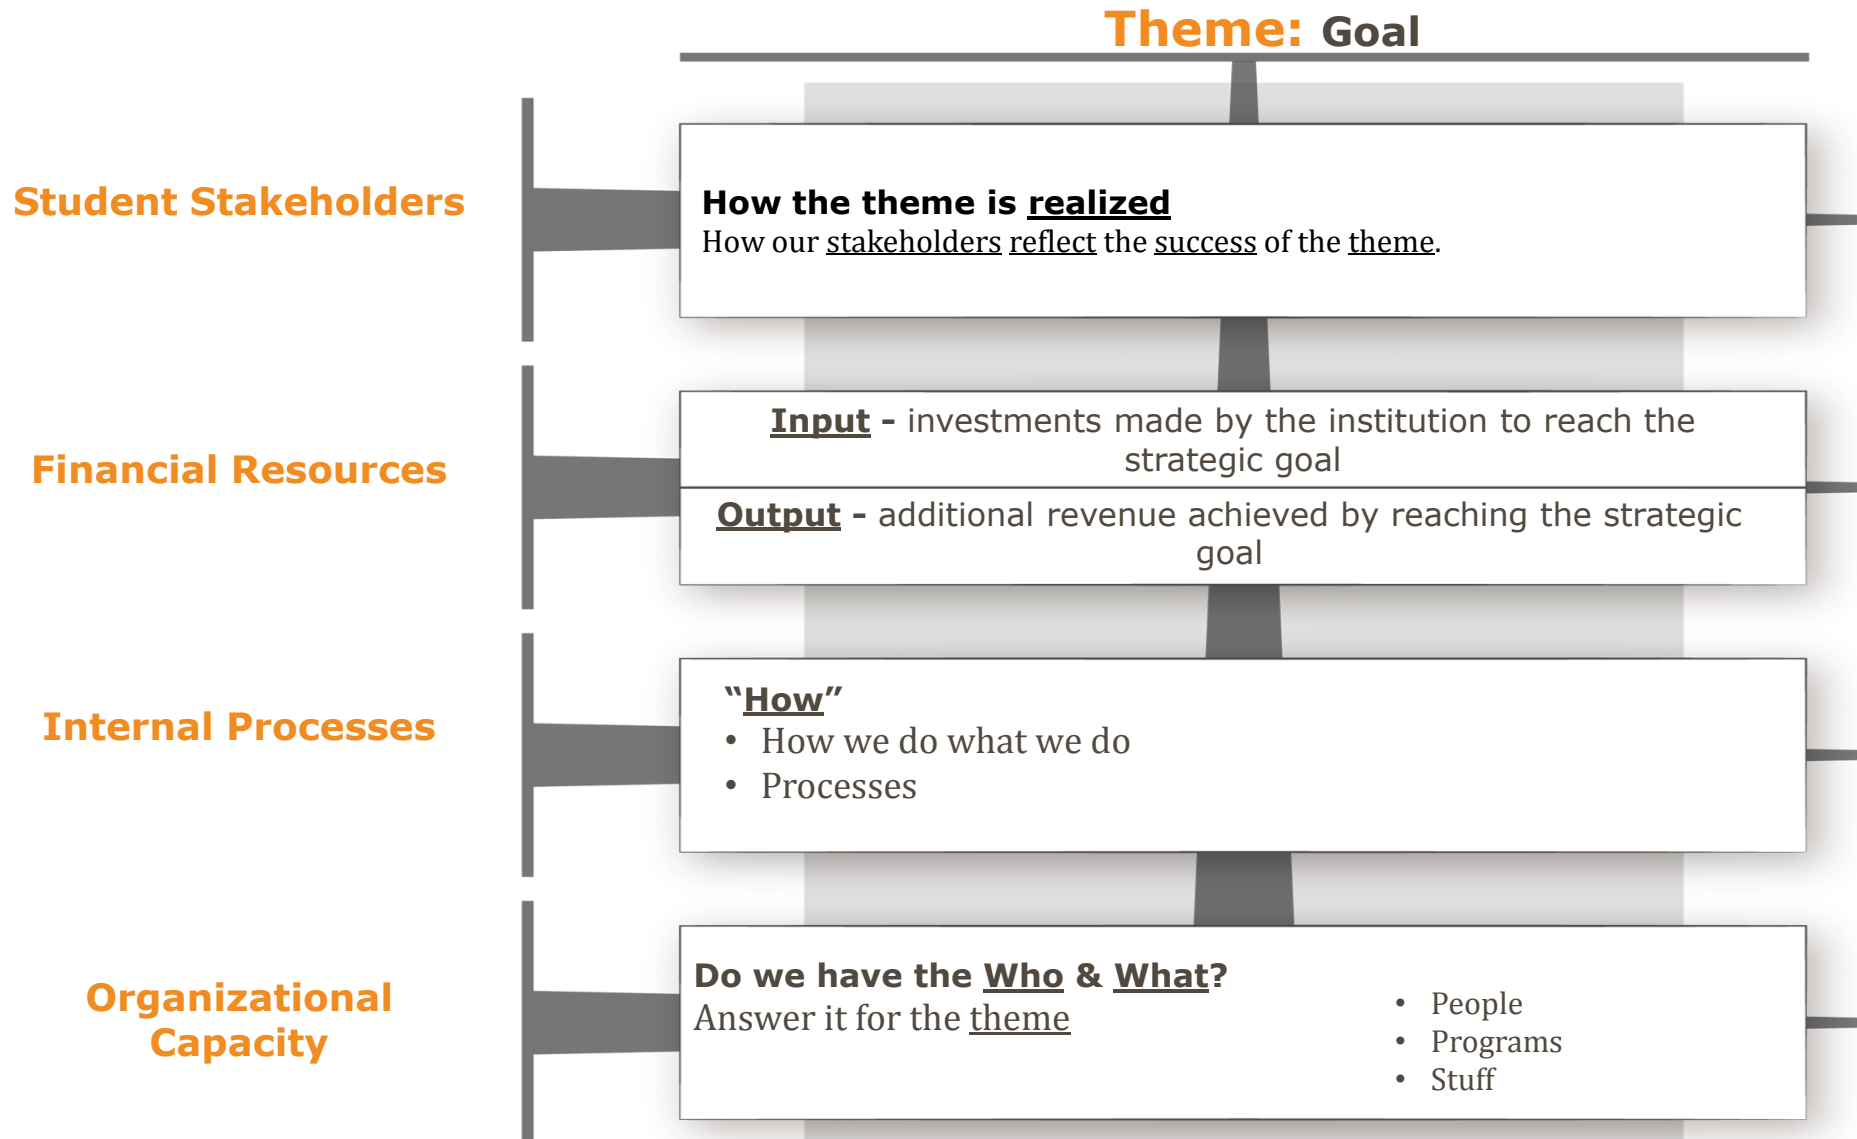 Theme: Goal
Student Stakeholders
How the theme is realized
How our stakeholders reflect the success of the theme.
Financial Resources
Input - investments made by the institution to reach the
strategic goal
Output - additional revenue achieved by reaching the strategic
goal
Internal Processes
“How”
• How we do what we do
• Processes
Organizational
Capacity
Do we have the Who & What?
Answer it for the theme
• People
• Programs
• Stuff